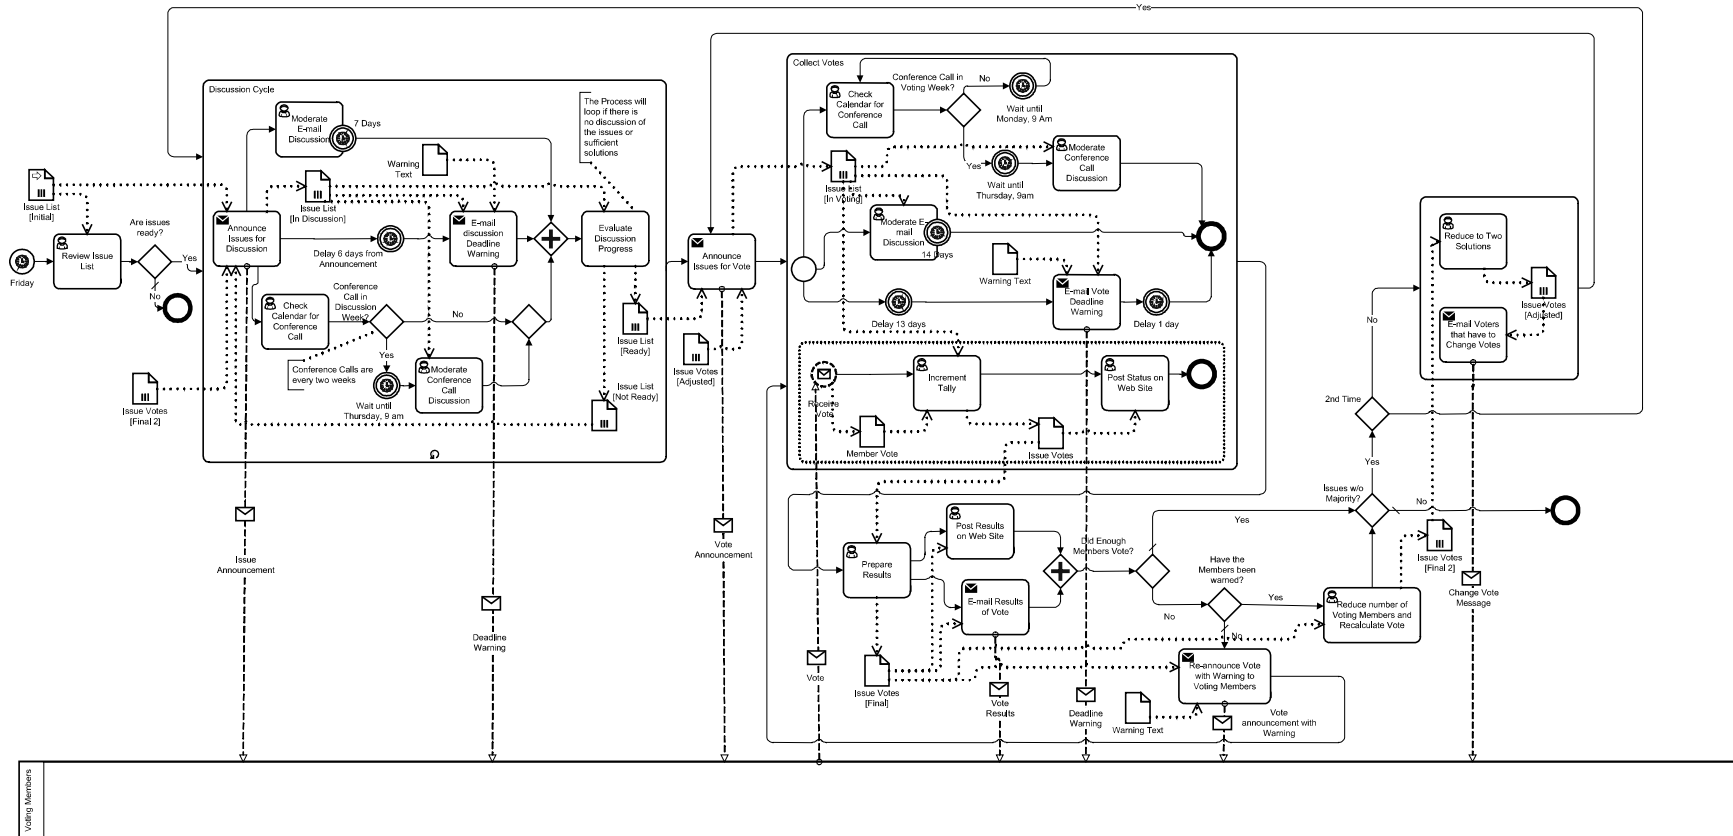 Yes
Discussion Cycle
Moderate
E-mail
Discussion
7 Days
The Process will
loop if there is
no discussion of
the issues or
sufficient
solutions
Warning
Text
Issue List
[Initial]
Issue List
[In Discussion]
Are issues
ready?
Announce
Issues for
Discussion
E-mail
discussion
Deadline
Warning
Evaluate
Discussion
Progress
Review Issue
List
Yes
Friday
No
Delay 6 days from
Announcement
Check
Calendar for
Conference
Call
Conference
Call in
Discussion
Week?
No
Yes
Conference Calls are
every two weeks
Wait until
Thursday, 9 am
Moderate
Conference
Call
Discussion
Issue List
[Ready]
Issue List
[Not Ready]
Issue Votes
[Final 2]
Announce
Issues for Vote
Issue Votes
[Adjusted]
Collect Votes
Check
Calendar for
Conference
Call
Conference Call in
Voting Week?
No
Wait until
Monday, 9 Am
Yes
Wait until
Thursday, 9am
Moderate
Conference
Call
Discussion
Issue List
[In Voting]
Moderate E-
mail
Discussion
14 Days
Warning Text
E-mail Vote
Deadline
Warning
Delay 13 days
Delay 1 day
Receive
Vote
Increment
Tally
Post Status on
Web Site
Member Vote
Issue Votes
Reduce to Two
Solutions
Issue Votes
[Adjusted]
E-mail Voters
that have to
Change Votes
No
2nd Time
Yes
Issues w/o
Majority?
No
Issue
Announcement
Deadline
Warning
Vote
Announcement
Prepare
Results
Post Results
on Web Site
E-mail Results
of Vote
Did Enough
Members Vote?
Yes
No
Have the
Members been
warned?
Yes
No
Reduce number of
Voting Members and
Recalculate Vote
Issue Votes
[Final 2]
Change Vote
Message
Re-announce Vote
with Warning to
Voting Members
Issue Votes
[Final]
Vote
Vote
Results
Deadline
Warning
Warning Text
Vote
announcement with
Warning
Voting Members